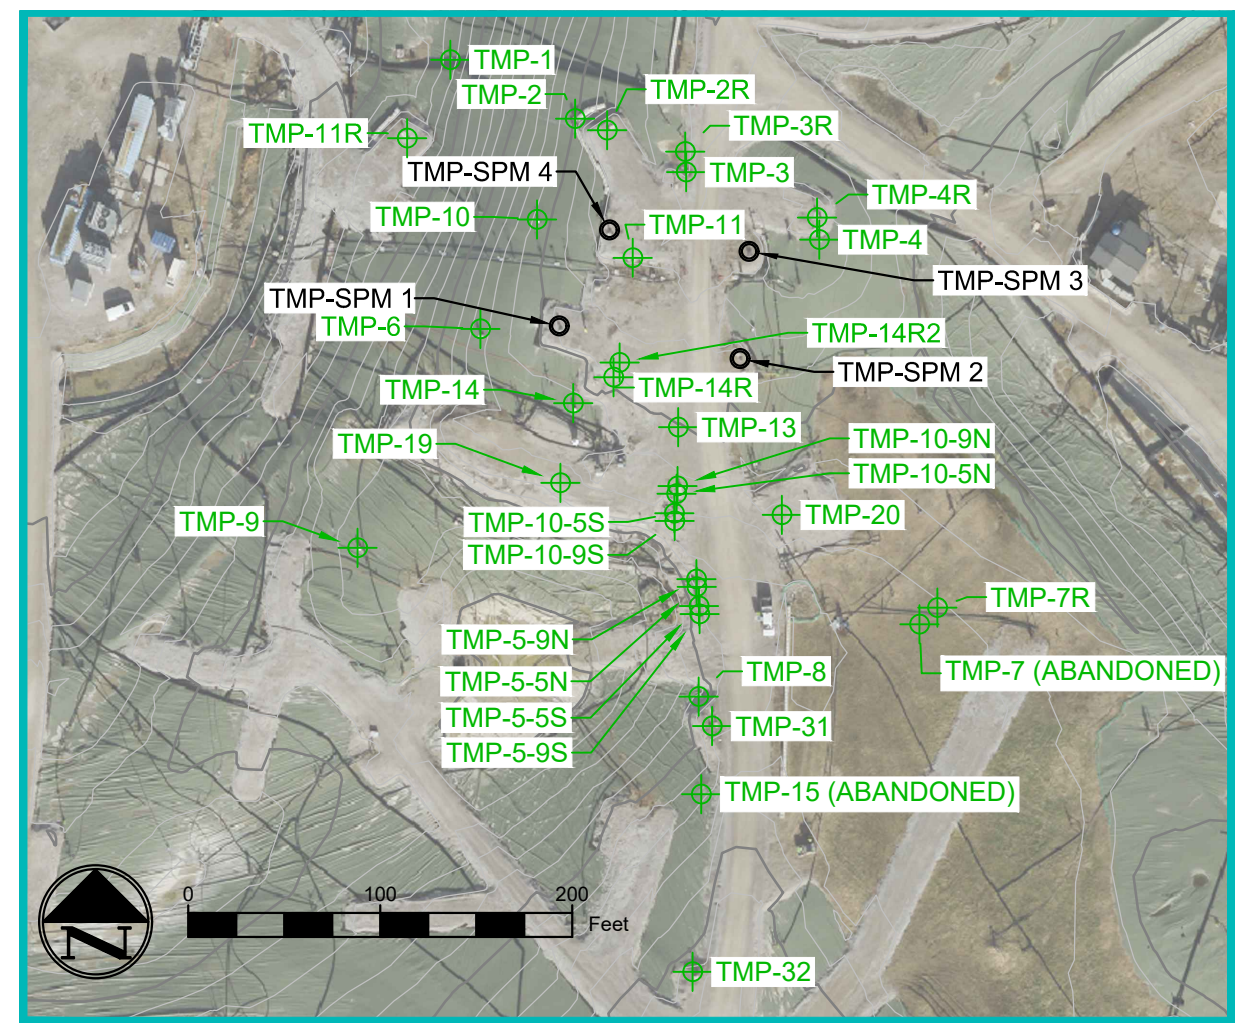 TMP-1
TMP-2
TMP-2R
TMP-3R
TMP-11R
TMP-SPM 4
TMP-3
TMP-4R
TMP-10
TMP-11
TMP-4
TMP-SPM 3
TMP-SPM 1
TMP-6
TMP-14R2
TMP-SPM 2
TMP-14
TMP-14R
TMP-13
TMP-19
TMP-10-9N
TMP-10-5N
TMP-9
TMP-10-5S
TMP-20
TMP-10-9S
TMP-7R
TMP-5-9N
TMP-8
TMP-7 (ABANDONED)
TMP-5-5N
TMP-5-5S
TMP-31
TMP-5-9S
TMP-15 (ABANDONED)
0 100 200
Feet
N
TMP-32